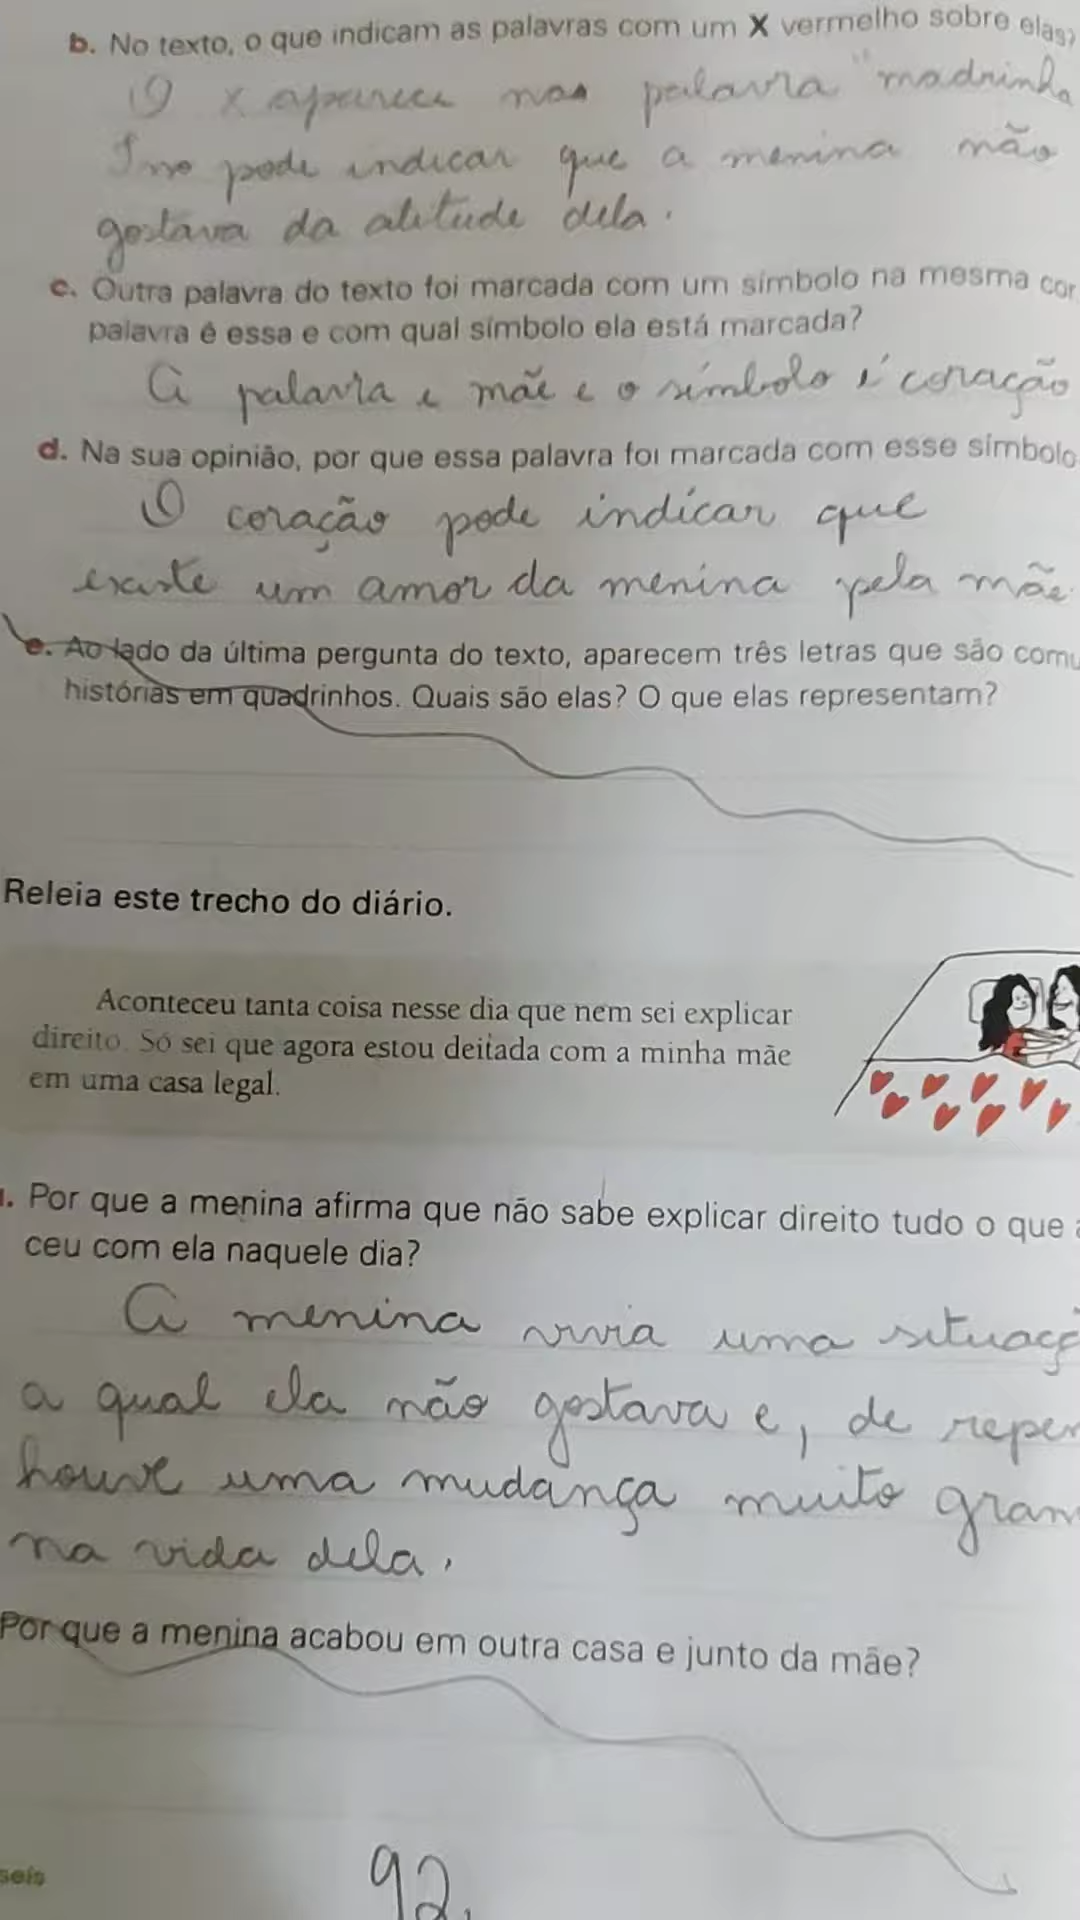 b. No texto, o que indicam as palavras com um X vermelho sobre elas?
O x aparece nas palavra "madrinha
Isso pode indicar que a menina não
gostava da atitude dela.
c. Outra palavra do texto foi marcada com um símbolo na mesma cor
palavra é essa e com qual símbolo ela está marcada?
A palavra e mãe e o símbolo é coração
d. Na sua opinião, por que essa palavra foi marcada com esse símbolo
O coração pode indicar que
existe um amor da menina pela mãe
e. Ao lado da última pergunta do texto, aparecem três letras que são comu
histórias em quadrinhos. Quais são elas? O que elas representam?
Releia este trecho do diário.
Aconteceu tanta coisa nesse dia que nem sei explicar
direito. Só sei que agora estou deitada com a minha mãe
em uma casa legal.
. Por que a menina afirma que não sabe explicar direito tudo o que a
ceu com ela naquele dia?
A menina vivia uma situaçã
a qual ela não gostava e, de repen
houve uma mudança muito gran
na vida dela.
Por que a menina acabou em outra casa e junto da mãe?
seis
92.